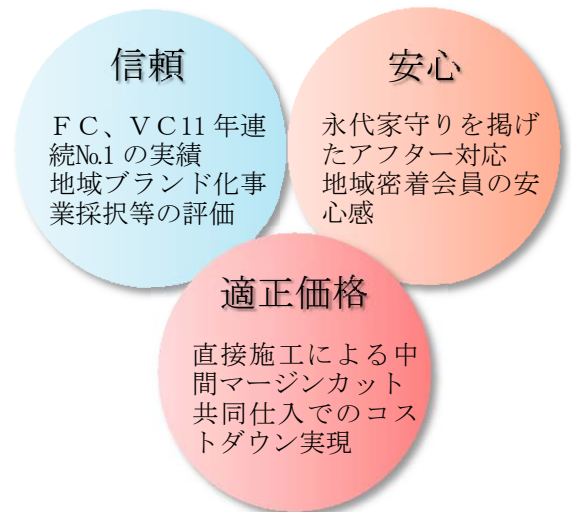 信頼
ＦＣ、ＶＣ11年連
続№1の実績
地域ブランド化事
業採択等の評価
安心
永代家守りを掲げ
たアフター対応
地域密着会員の安
心感
適正価格
直接施工による中
間マージンカット
共同仕入でのコス
トダウン実現